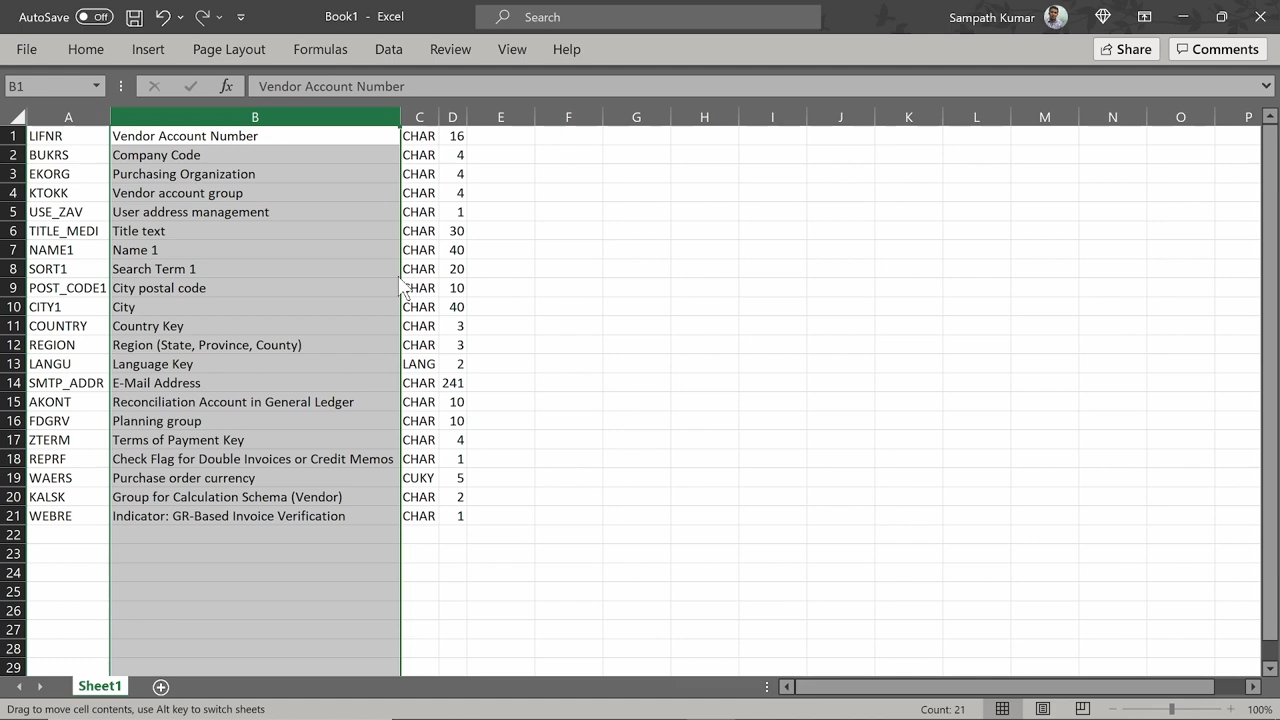 AutoSave Off Book1 - Excel Search Sampath Kumar
File Home Insert Page Layout Formulas Data Review View Help Share Comments
B1 fx Vendor Account Number
A B C D E F G H I J K L M N O P
1 LIFNR Vendor Account Number CHAR 16
2 BUKRS Company Code CHAR 4
3 EKORG Purchasing Organization CHAR 4
4 KTOKK Vendor account group CHAR 4
5 USE_ZAV User address management CHAR 1
6 TITLE_MEDI Title text CHAR 30
7 NAME1 Name 1 CHAR 40
8 SORT1 Search Term 1 CHAR 20
9 POST_CODE1 City postal code CHAR 10
10 CITY1 City CHAR 40
11 COUNTRY Country Key CHAR 3
12 REGION Region (State, Province, County) CHAR 3
13 LANGU Language Key LANG 2
14 SMTP_ADDR E-Mail Address CHAR 241
15 AKONT Reconciliation Account in General Ledger CHAR 10
16 FDGRV Planning group CHAR 10
17 ZTERM Terms of Payment Key CHAR 4
18 REPRF Check Flag for Double Invoices or Credit Memos CHAR 1
19 WAERS Purchase order currency CUKY 5
20 KALSK Group for Calculation Schema (Vendor) CHAR 2
21 WEBRE Indicator: GR-Based Invoice Verification CHAR 1
22
23
24
25
26
27
28
29
Sheet1
Drag to move cell contents, use Alt key to switch sheets Count: 21 100%